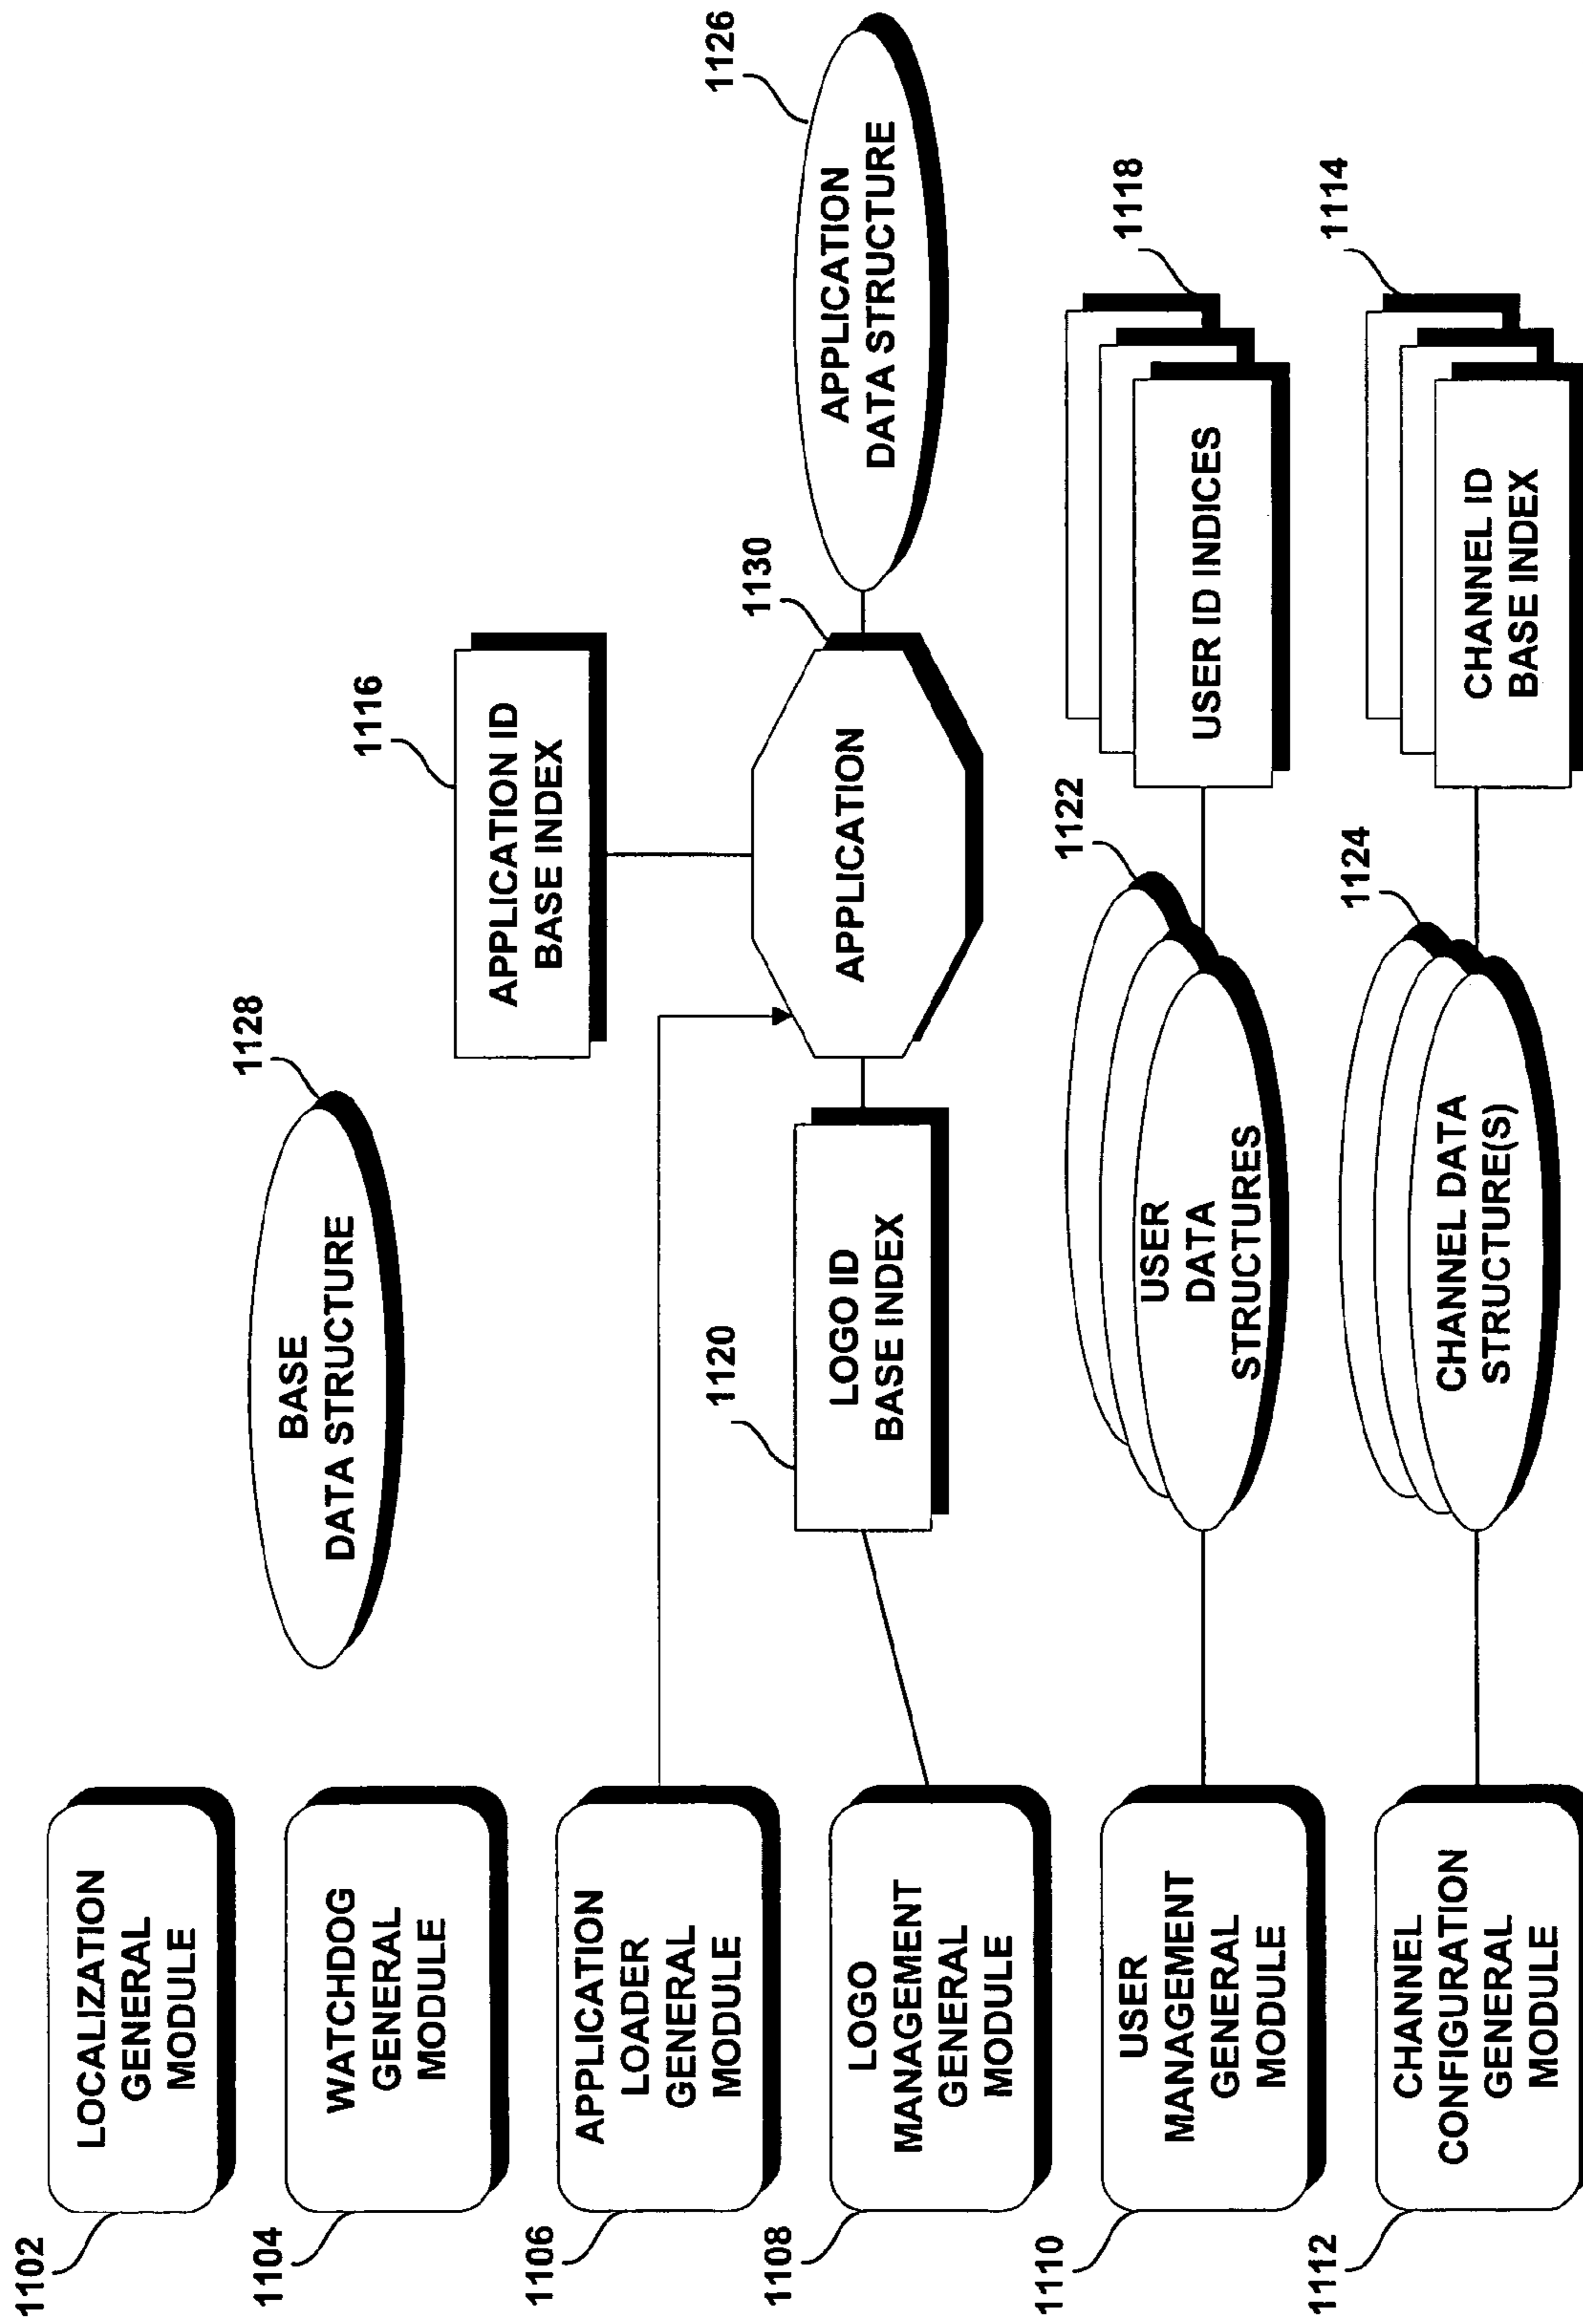 1102
LOCALIZATION
GENERAL
MODULE
1128
BASE
DATA STRUCTURE
1104
WATCHDOG
GENERAL
MODULE
1116
APPLICATION ID
BASE INDEX
1106
APPLICATION
LOADER
GENERAL
MODULE
1108
LOGO
MANAGEMENT
GENERAL
MODULE
1120
LOGO ID
BASE INDEX
1130
APPLICATION
1126
APPLICATION
DATA STRUCTURE
1110
USER
MANAGEMENT
GENERAL
MODULE
1122
USER
DATA
STRUCTURES
1118
USER ID INDICES
1112
CHANNEL
CONFIGURATION
GENERAL
MODULE
1124
CHANNEL DATA
STRUCTURE(S)
1114
CHANNEL ID
BASE INDEX